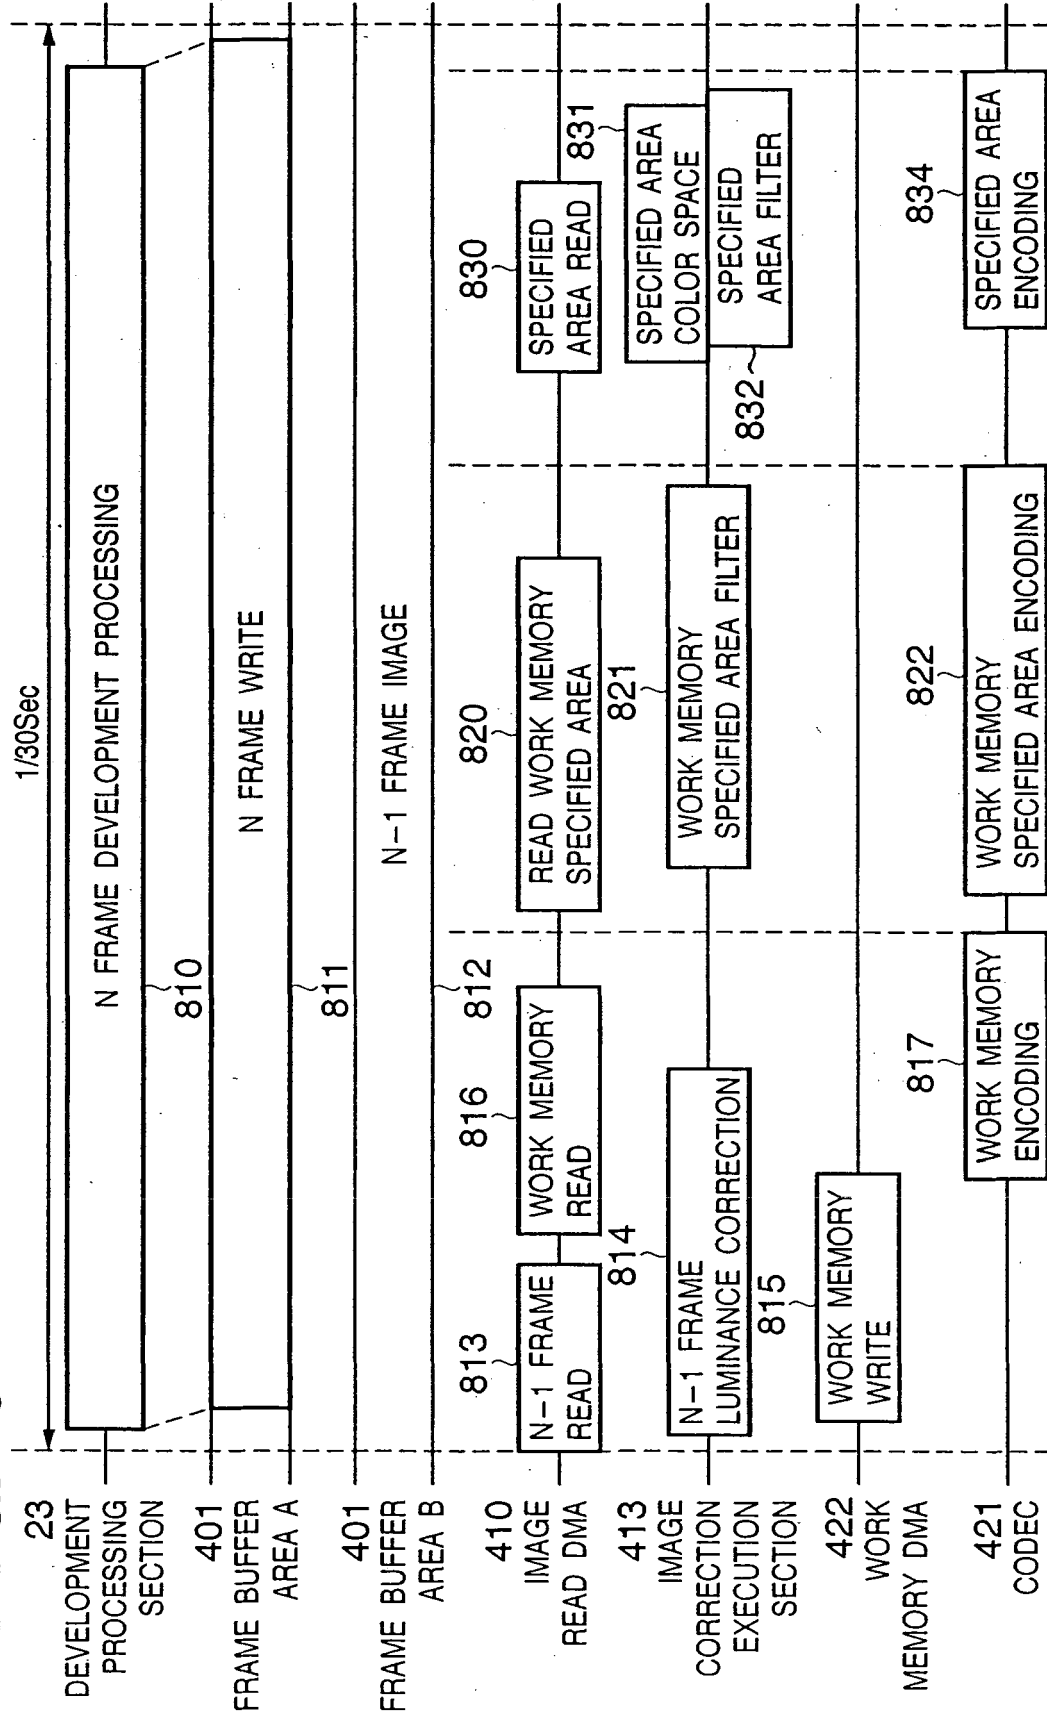 1/30Sec
23
DEVELOPMENT
PROCESSING
SECTION
N FRAME DEVELOPMENT PROCESSING
810
401
FRAME BUFFER
AREA A
N FRAME WRITE
811
401
FRAME BUFFER
AREA B
N-1 FRAME IMAGE
812
410
IMAGE
READ DMA
813
N-1 FRAME
READ
816
WORK MEMORY
READ
820
READ WORK MEMORY
SPECIFIED AREA
830
SPECIFIED
AREA READ
413
IMAGE
CORRECTION
EXECUTION
SECTION
814
N-1 FRAME
LUMINANCE CORRECTION
821
WORK MEMORY
SPECIFIED AREA FILTER
831
SPECIFIED AREA
COLOR SPACE
832
SPECIFIED
AREA FILTER
422
WORK
MEMORY DMA
815
WORK MEMORY
WRITE
421
CODEC
817
WORK MEMORY
ENCODING
822
WORK MEMORY
SPECIFIED AREA ENCODING
834
SPECIFIED AREA
ENCODING